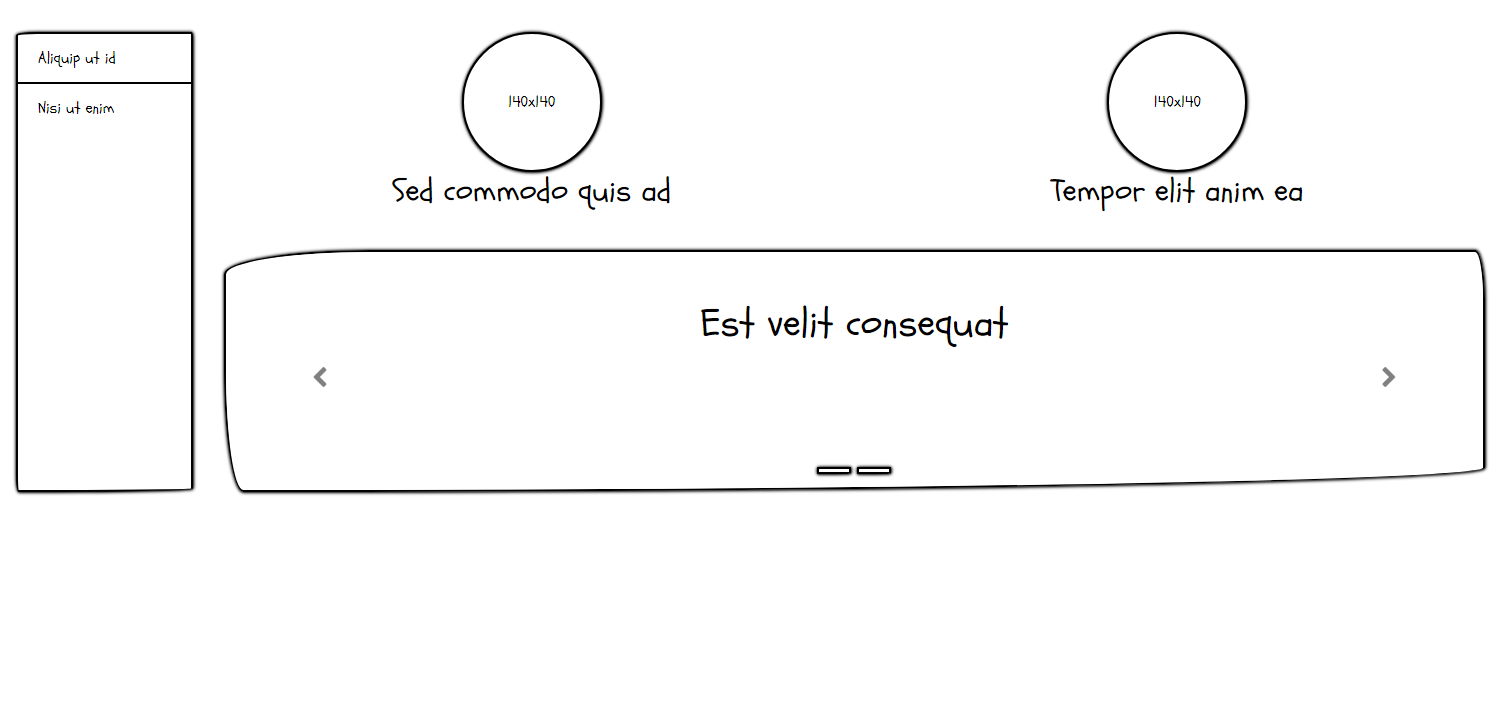 Aliquip ut id
Nisi ut enim
140x140
Sed commodo quis ad
140x140
Tempor elit anim ea
Est velit consequat